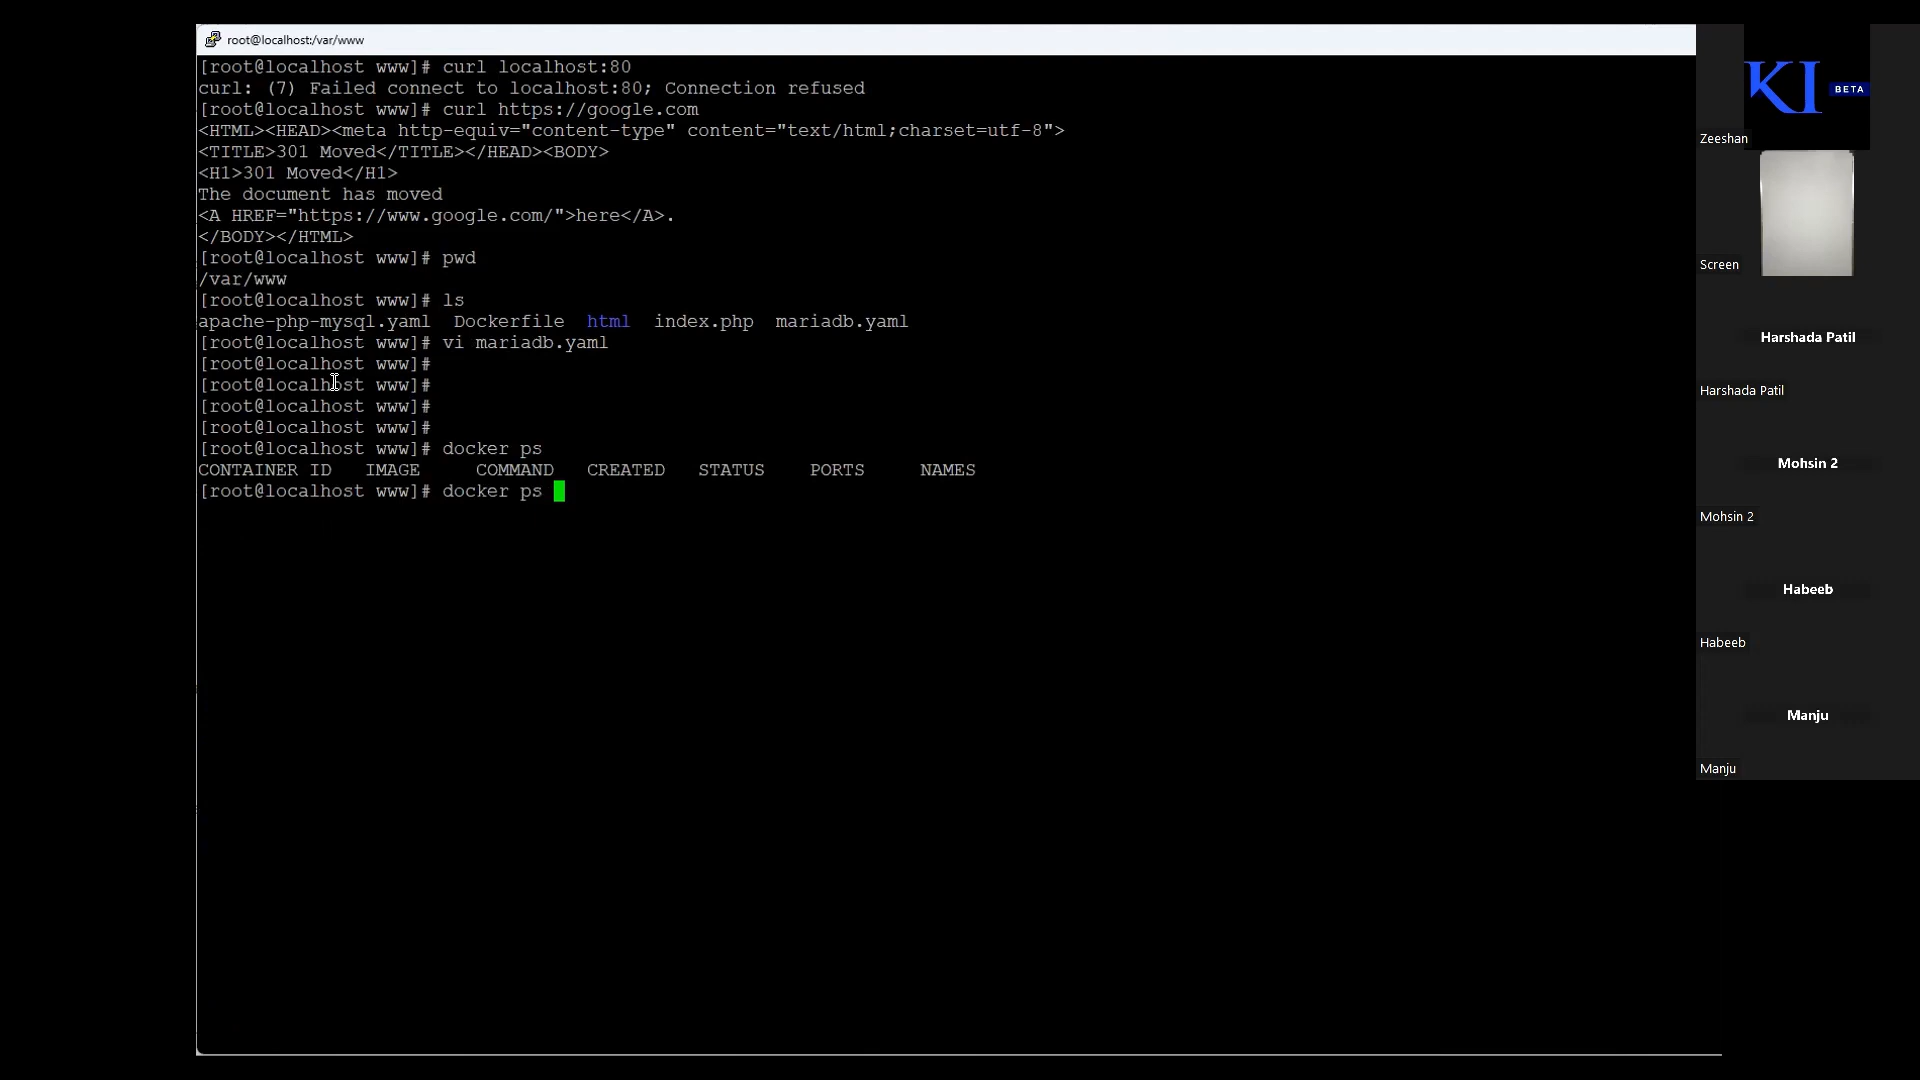 root@localhost:/var/www
[root@localhost www]# curl localhost:80
curl: (7) Failed connect to localhost:80; Connection refused
[root@localhost www]# curl https://google.com
<HTML><HEAD><meta http-equiv="content-type" content="text/html;charset=utf-8">
<TITLE>301 Moved</TITLE></HEAD><BODY>
<H1>301 Moved</H1>
The document has moved
<A HREF="https://www.google.com/">here</A>.
</BODY></HTML>
[root@localhost www]# pwd
/var/www
[root@localhost www]# ls
apache-php-mysql.yaml  Dockerfile  html  index.php  mariadb.yaml
[root@localhost www]# vi mariadb.yaml
[root@localhost www]#
[root@localhost www]#
[root@localhost www]#
[root@localhost www]#
[root@localhost www]# docker ps
CONTAINER ID   IMAGE     COMMAND   CREATED   STATUS    PORTS     NAMES
[root@localhost www]# docker ps
KI BETA
Zeeshan
Screen
Harshada Patil
Harshada Patil
Mohsin 2
Mohsin 2
Habeeb
Habeeb
Manju
Manju